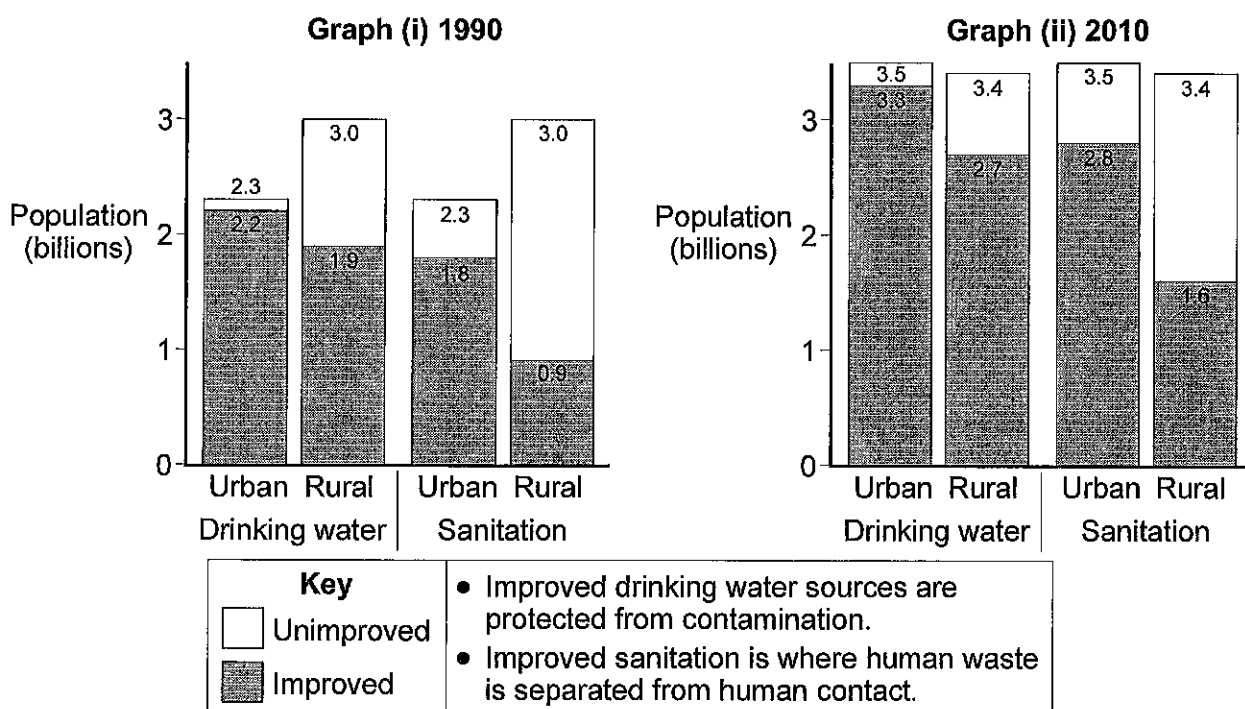 Graph (i) 1990
3
2
1
0
Population
(billions)
2.3
2.2
3.0
1.9
2.3
1.8
3.0
0.9
Urban Rural Urban Rural
Drinking water Sanitation
Graph (ii) 2010
3
2
1
0
Population
(billions)
3.5
3.3
3.4
2.7
3.5
2.8
3.4
1.6
Urban Rural Urban Rural
Drinking water Sanitation
Key
Unimproved
Improved
● Improved drinking water sources are
protected from contamination.
● Improved sanitation is where human waste
is separated from human contact.